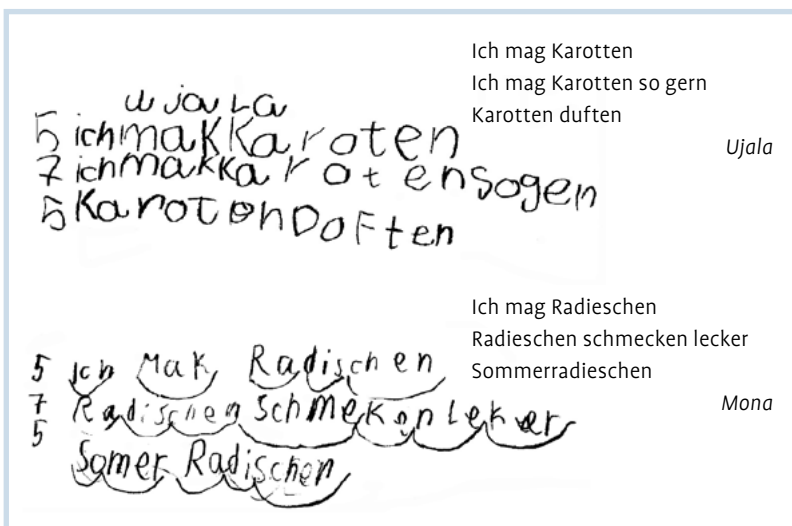 Ich mag Karotten
Ich mag Karotten so gern
Karotten duften
Ujala
ujala
5 ichmakKaroten
7 ichmakkarotensogen
5 KarotenDoften
Ich mag Radieschen
Radieschen schmecken lecker
Sommerradieschen
Mona
5 Ich Mak Radischen
7 Radischen schmeken leker
5 Somer Radischen